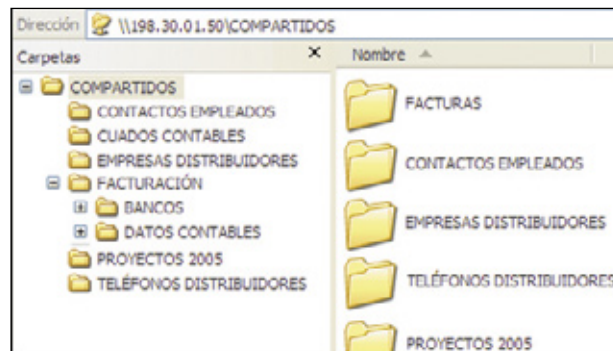 Dirección \\198.30.01.50\COMPARTIDOS
Carpetas
COMPARTIDOS
CONTACTOS EMPLEADOS
CUADOS CONTABLES
EMPRESAS DISTRIBUIDORES
FACTURACIÓN
BANCOS
DATOS CONTABLES
PROYECTOS 2005
TELÉFONOS DISTRIBUIDORES
Nombre
FACTURAS
CONTACTOS EMPLEADOS
EMPRESAS DISTRIBUIDORES
TELÉFONOS DISTRIBUIDORES
PROYECTOS 2005